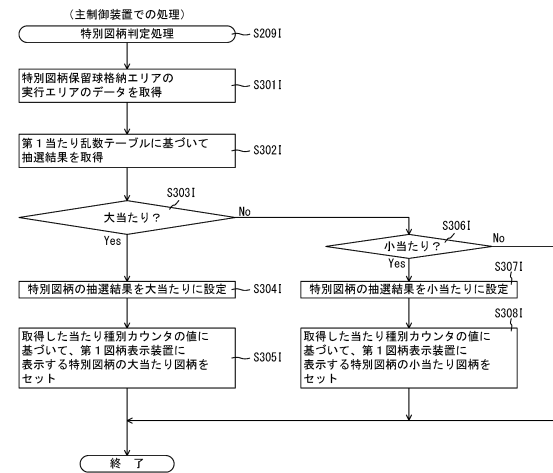 （主制御装置での処理）
特別図柄判定処理
S209I
特別図柄保留球格納エリアの
実行エリアのデータを取得
S301I
第１当たり乱数テーブルに基づいて
抽選結果を取得
S302I
S303I
大当たり？
No
Yes
S306I
小当たり？
No
Yes
特別図柄の抽選結果を大当たりに設定
S304I
S307I
特別図柄の抽選結果を小当たりに設定
取得した当たり種別カウンタの値に
基づいて、第１図柄表示装置に
表示する特別図柄の大当たり図柄を
セット
S305I
S308I
取得した当たり種別カウンタの値に
基づいて、第１図柄表示装置に
表示する特別図柄の小当たり図柄を
セット
終　了